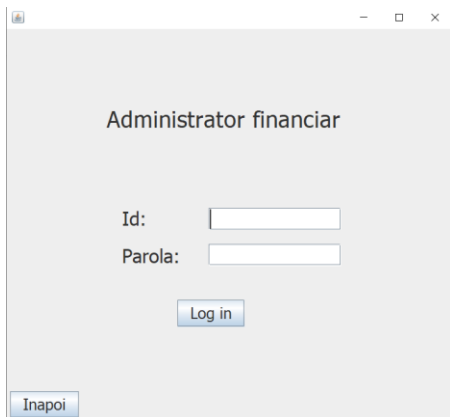 Administrator financiar
Id:
Parola:
Log in
Inapoi